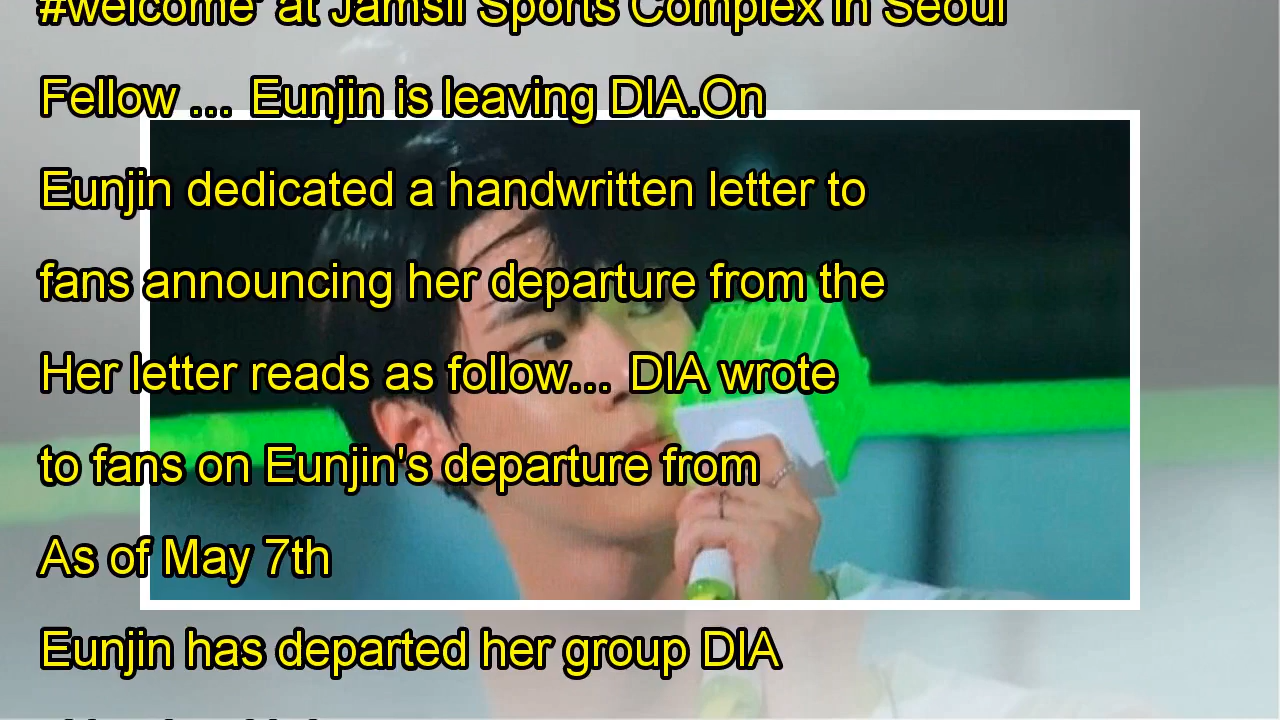 #welcome' at Jamsil Sports Complex in Seoul
Fellow ... Eunjin is leaving DIA.On
Eunjin dedicated a handwritten letter to
fans announcing her departure from the
Her letter reads as follow... DIA wrote
to fans on Eunjin's departure from
As of May 7th
Eunjin has departed her group DIA